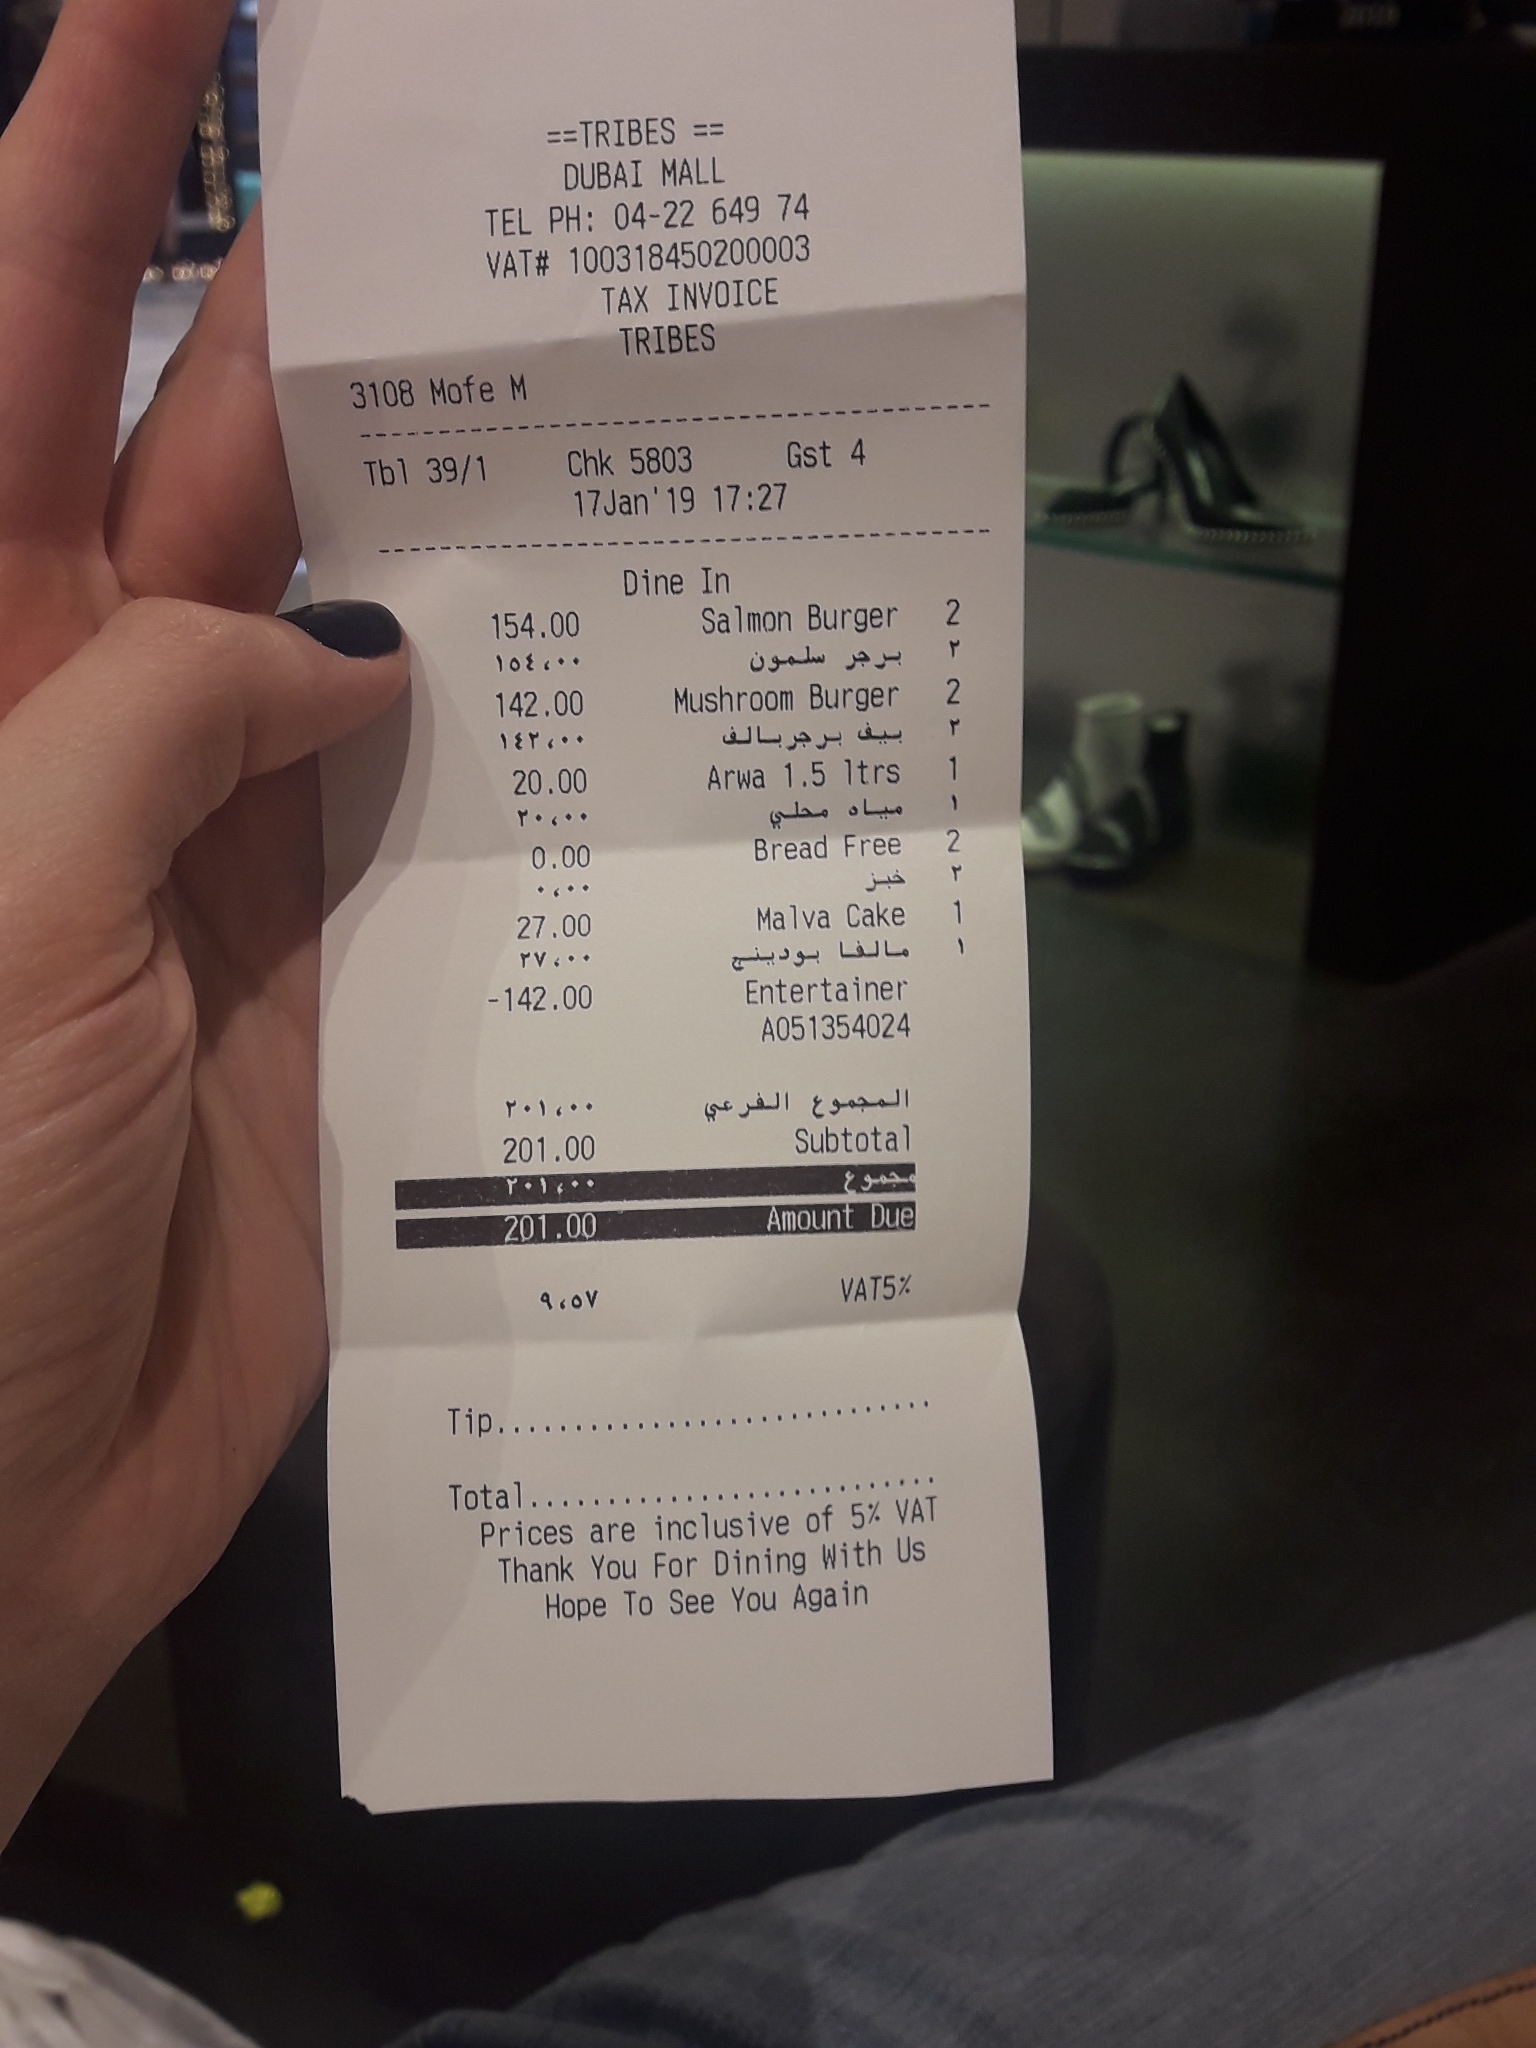 ==TRIBES ==
DUBAI MALL
TEL PH: 04-22 649 74
VAT# 100318450200003
TAX INVOICE
TRIBES
3108 Mofe M
Tbl 39/1 Chk 5803 Gst 4
17Jan'19 17:27
Dine In
154.00 Salmon Burger 2
١٥٤،٠٠ برجر سلمون ٢
142.00 Mushroom Burger 2
١٤٢،٠٠ بيف برجربالف ٢
20.00 Arwa 1.5 ltrs 1
٢٠،٠٠ مياه محلي ١
0.00 Bread Free 2
٠،٠٠ خبز ٢
27.00 Malva Cake 1
٢٧،٠٠ مالفا بودينج ١
-142.00 Entertainer
A051354024
٢٠١،٠٠ المجموع الفرعي
201.00 Subtotal
٢٠١،٠٠ مجموع
201.00 Amount Due
٩،٥٧ VAT5%
Tip..............................
Total............................
Prices are inclusive of 5% VAT
Thank You For Dining With Us
Hope To See You Again